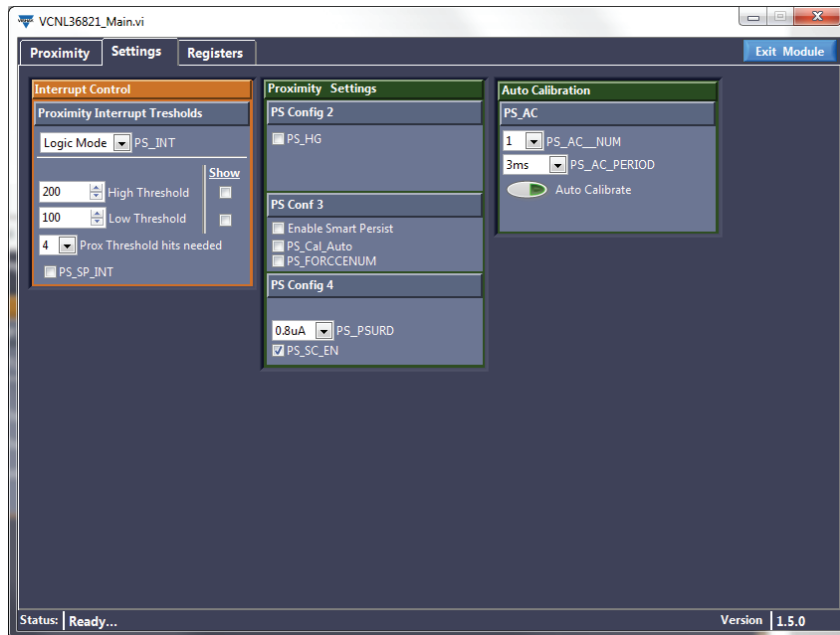 VCNL36821_Main.vi
Proximity Settings Registers Exit Module
Interrupt Control
Proximity Interrupt Tresholds
Logic Mode PS_INT
Show
200 High Threshold
100 Low Threshold
4 Prox Threshold hits needed
PS_SP_INT
Proximity Settings
PS Config 2
PS_HG
PS Conf 3
Enable Smart Persist
PS_Cal_Auto
PS_FORCCENUM
PS Config 4
0.8uA PS_PSURD
PS_SC_EN
Auto Calibration
PS_AC
1 PS_AC__NUM
3ms PS_AC_PERIOD
Auto Calibrate
Status: Ready... Version 1.5.0